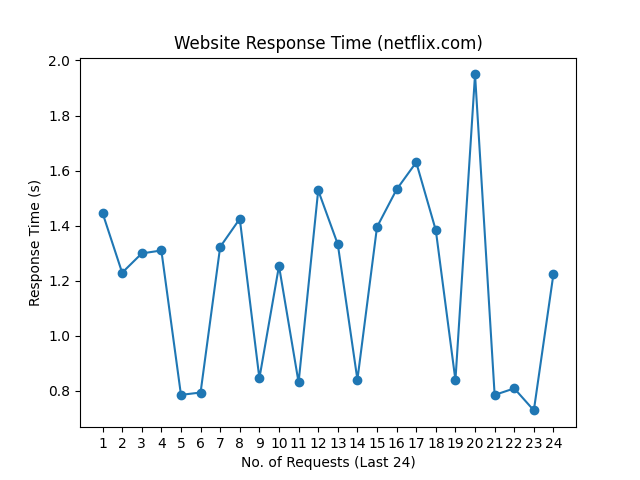 Website Response Time (netflix.com)
2.0
1.8
1.6
1.4
1.2
1.0
0.8
Response Time (s)
1 2 3 4 5 6 7 8 9 10 11 12 13 14 15 16 17 18 19 20 21 22 23 24
No. of Requests (Last 24)